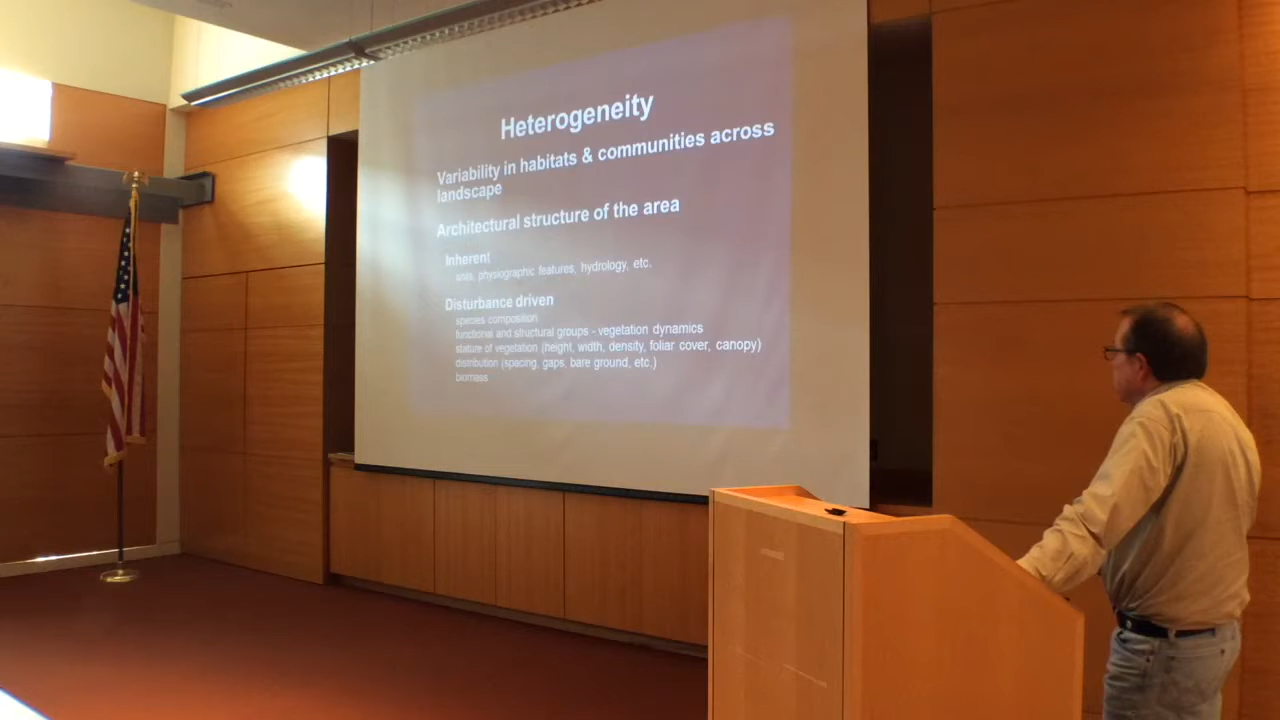 Heterogeneity
Variability in habitats & communities across
landscape
Architectural structure of the area
Inherent
soils, physiographic features, hydrology, etc.
Disturbance driven
species composition
functional and structural groups - vegetation dynamics
stature of vegetation (height, width, density, foliar cover, canopy)
distribution (spacing, gaps, bare ground, etc.)
biomass